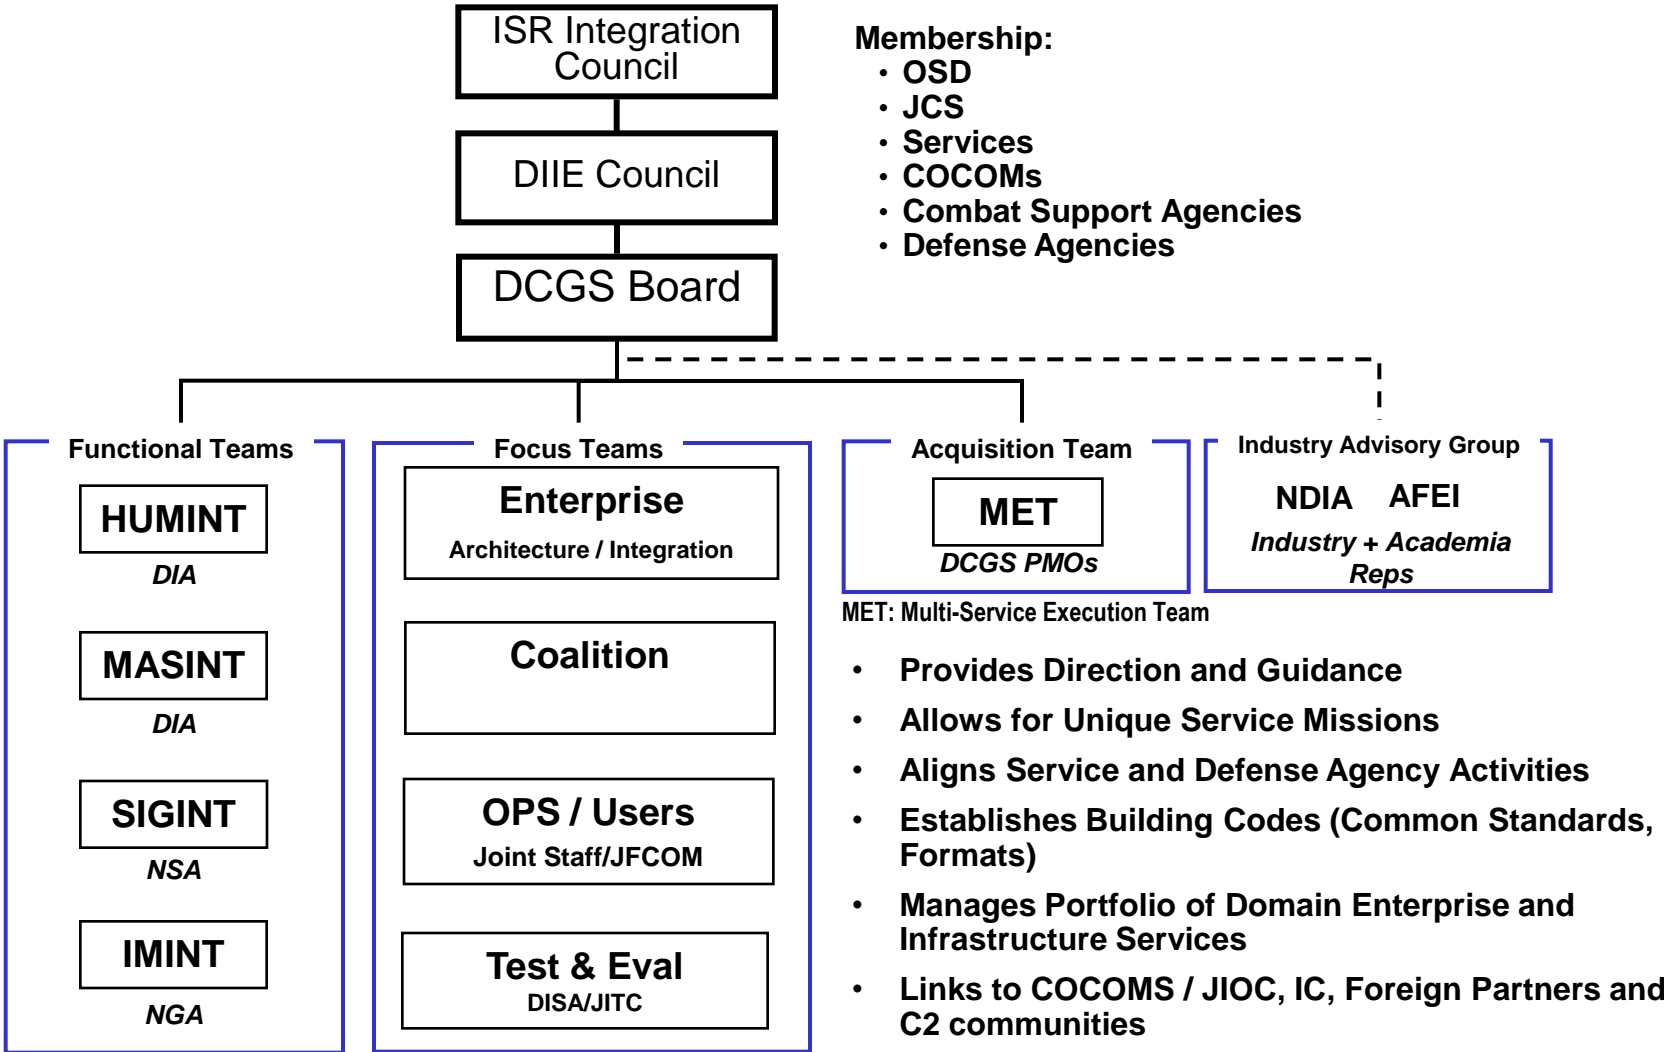 ISR Integration
Council
DIIE Council
DCGS Board
Membership:
• OSD
• JCS
• Services
• COCOMs
• Combat Support Agencies
• Defense Agencies
Functional Teams
HUMINT
DIA
MASINT
DIA
SIGINT
NSA
IMINT
NGA
Focus Teams
Enterprise
Architecture / Integration
Coalition
OPS / Users
Joint Staff/JFCOM
Test & Eval
DISA/JITC
Acquisition Team
MET
DCGS PMOs
Industry Advisory Group
NDIA AFEI
Industry + Academia
Reps
MET: Multi-Service Execution Team
• Provides Direction and Guidance
• Allows for Unique Service Missions
• Aligns Service and Defense Agency Activities
• Establishes Building Codes (Common Standards,
Formats)
• Manages Portfolio of Domain Enterprise and
Infrastructure Services
• Links to COCOMS / JIOC, IC, Foreign Partners and
C2 communities